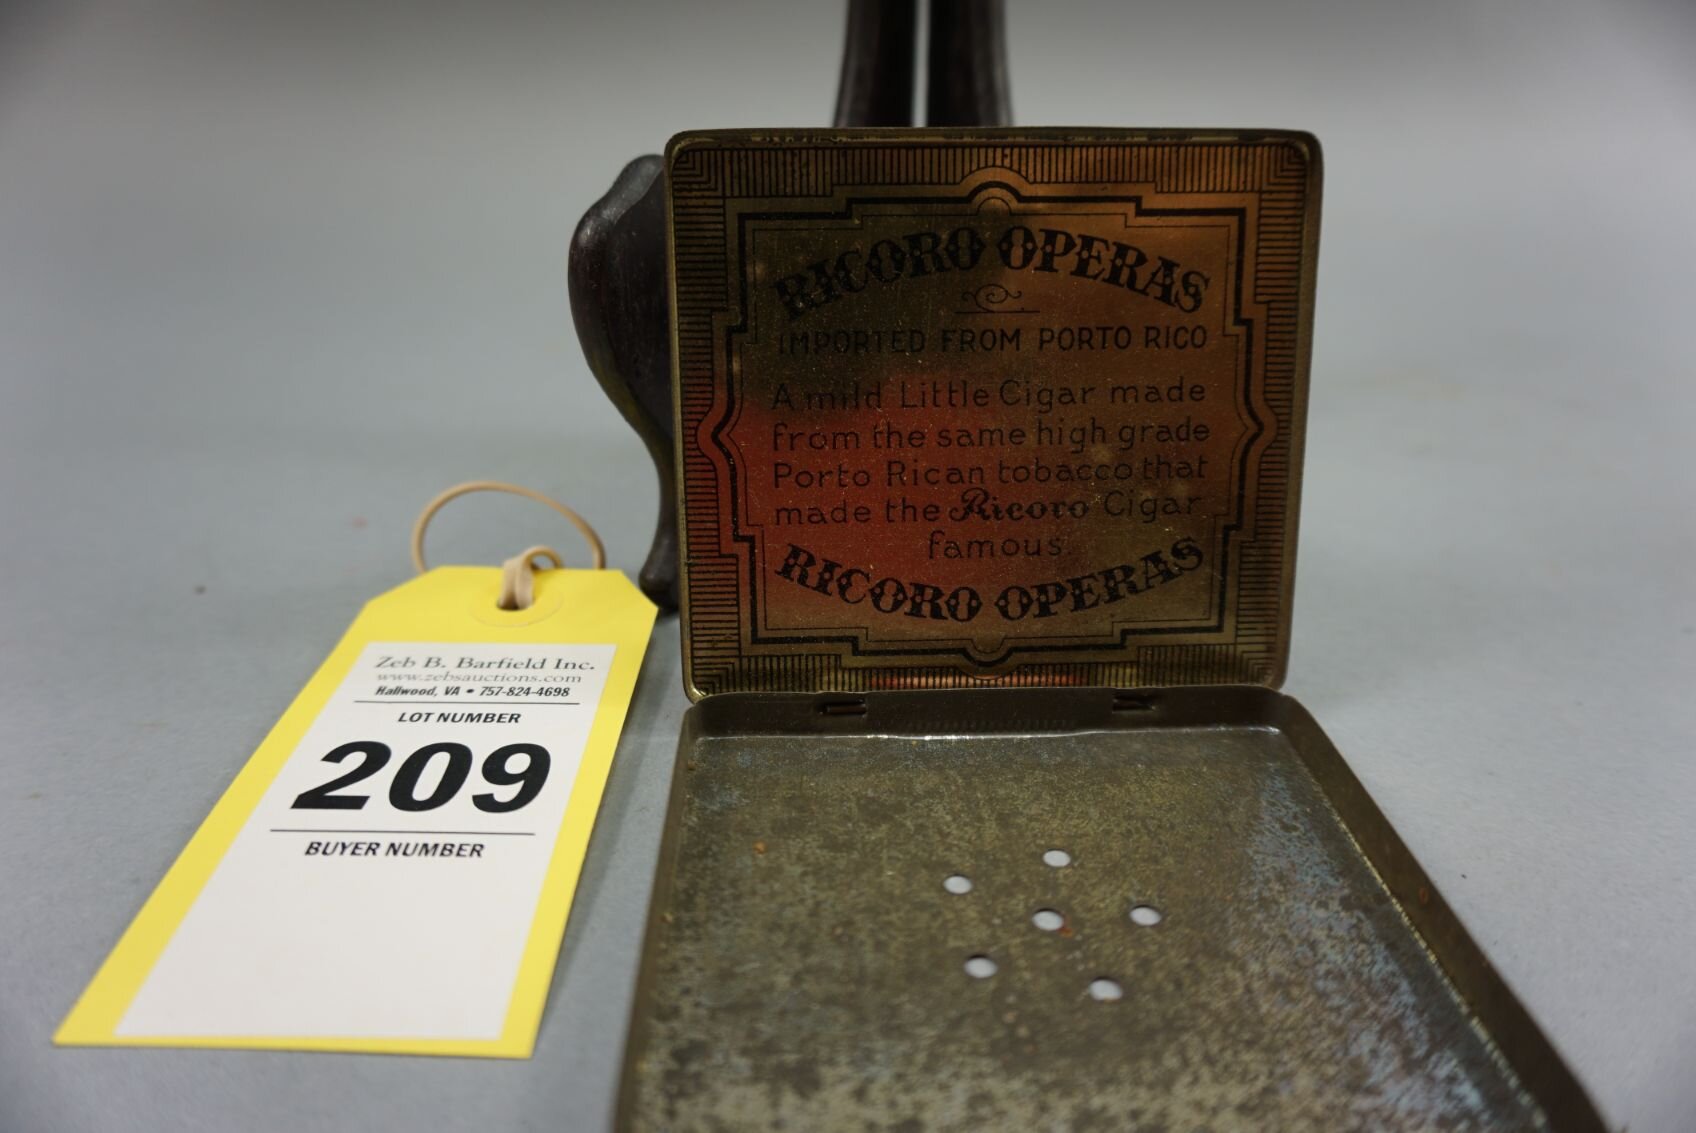 RICORO OPERAS
IMPORTED FROM PORTO RICO
A mild Little Cigar made
from the same high grade
Porto Rican tobacco that
made the Ricoro Cigar
famous.
RICORO OPERAS
Zeb B. Barfield Inc.
www.zebsauctions.com
Hallwood, VA • 757-824-4698
LOT NUMBER
209
BUYER NUMBER